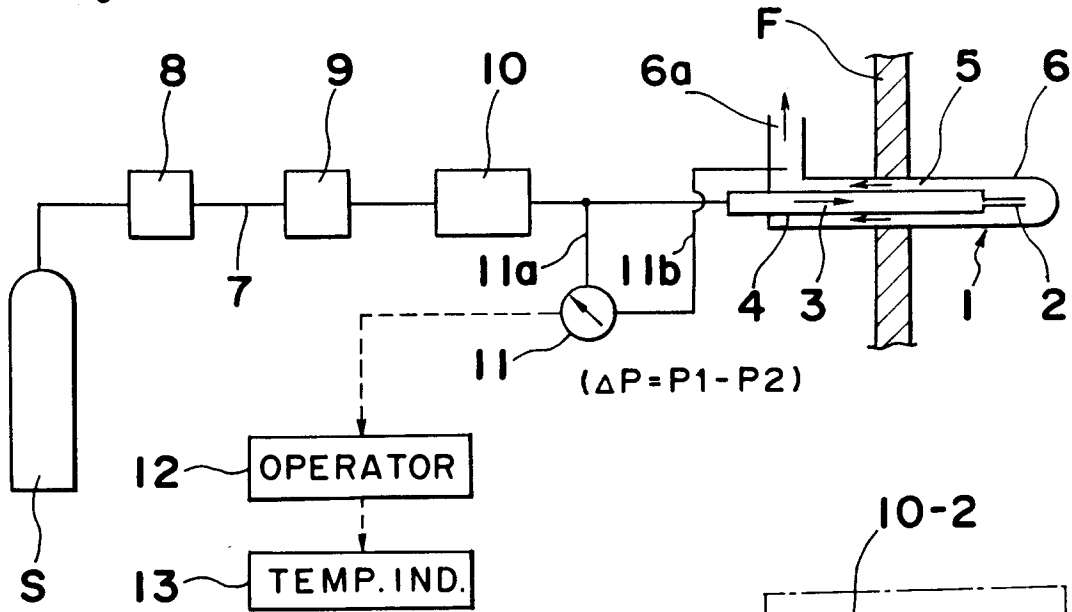 F
8
9
10
6a
5
6
7
11a
11b
4
3
1
2
11
(ΔP=P1-P2)
12
OPERATOR
10-2
S
13
TEMP. IND.